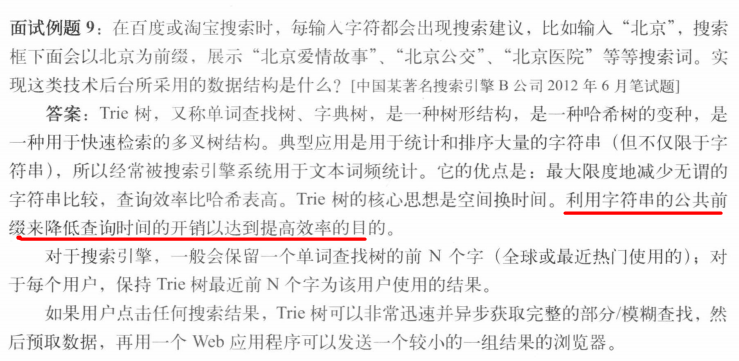 面试例题 9：在百度或淘宝搜索时，每输入字符都会出现搜索建议，比如输入“北京”，搜索
框下面会以北京为前缀，展示“北京爱情故事”、“北京公交”、“北京医院”等等搜索词。实
现这类技术后台所采用的数据结构是什么？[中国某著名搜索引擎 B 公司 2012 年 6 月笔试题]
答案：Trie 树，又称单词查找树、字典树，是一种树形结构，是一种哈希树的变种，是
一种用于快速检索的多叉树结构。典型应用是用于统计和排序大量的字符串（但不仅限于字
符串），所以经常被搜索引擎系统用于文本词频统计。它的优点是：最大限度地减少无谓的
字符串比较，查询效率比哈希表高。Trie 树的核心思想是空间换时间。利用字符串的公共前
缀来降低查询时间的开销以达到提高效率的目的。
对于搜索引擎，一般会保留一个单词查找树的前 N 个字（全球或最近热门使用的）；对
于每个用户，保持 Trie 树最近前 N 个字为该用户使用的结果。
如果用户点击任何搜索结果，Trie 树可以非常迅速并异步获取完整的部分/模糊查找，然
后预取数据，再用一个 Web 应用程序可以发送一个较小的一组结果的浏览器。